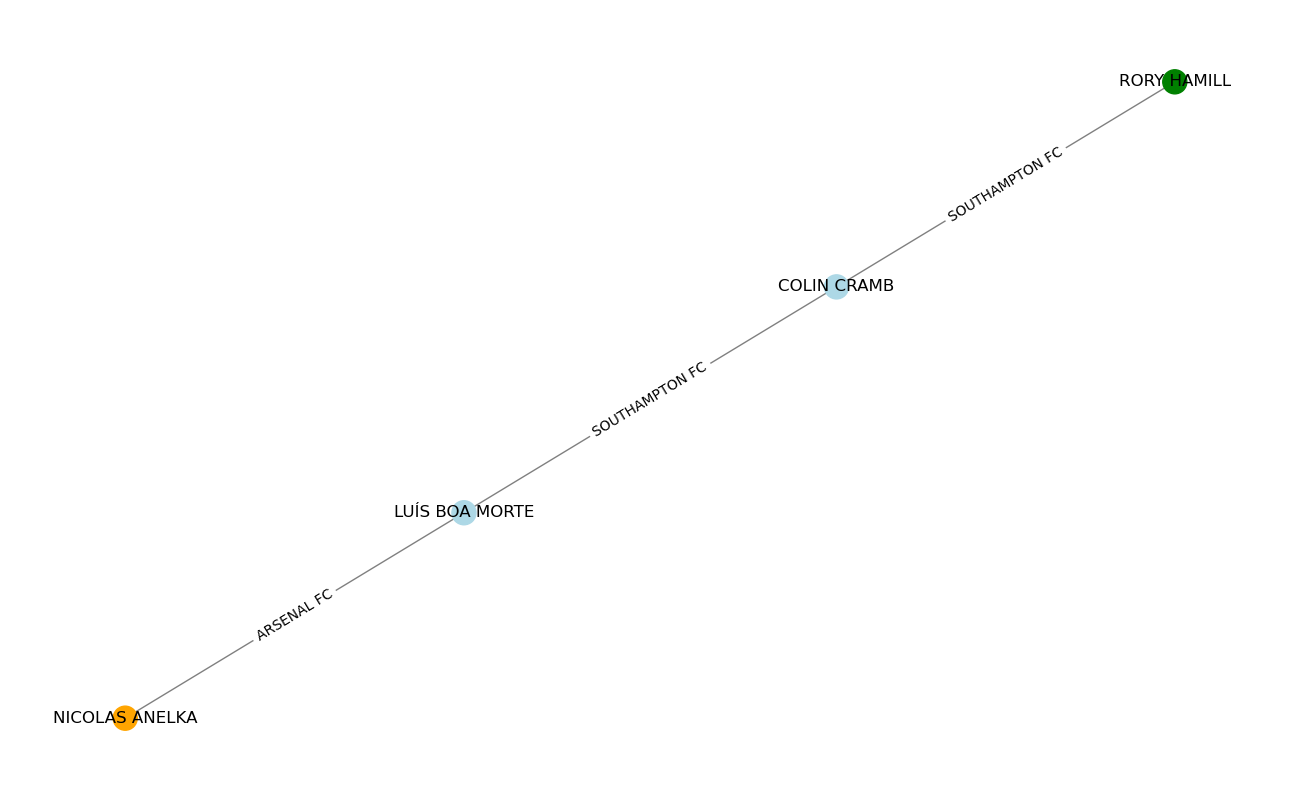 RORY HAMILL
SOUTHAMPTON FC
COLIN CRAMB
SOUTHAMPTON FC
LUÍS BOA MORTE
ARSENAL FC
NICOLAS ANELKA